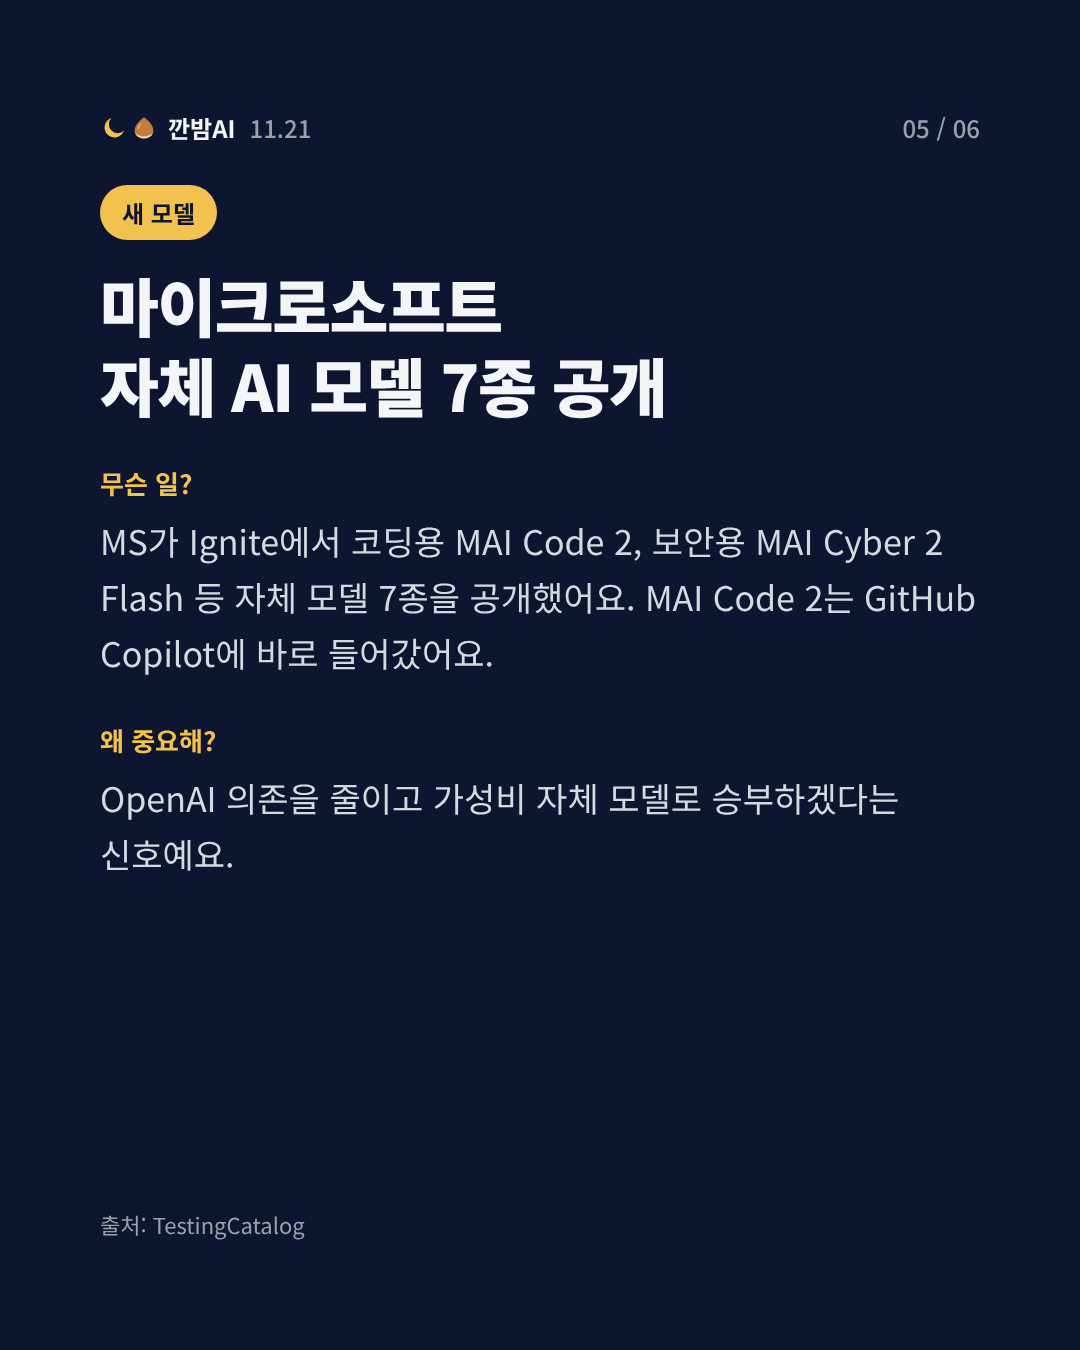 깐밤AI 11.21
05 / 06
새 모델
마이크로소프트
자체 AI 모델 7종 공개
무슨 일?
MS가 Ignite에서 코딩용 MAI Code 2, 보안용 MAI Cyber 2
Flash 등 자체 모델 7종을 공개했어요. MAI Code 2는 GitHub
Copilot에 바로 들어갔어요.
왜 중요해?
OpenAI 의존을 줄이고 가성비 자체 모델로 승부하겠다는
신호예요.
출처: TestingCatalog